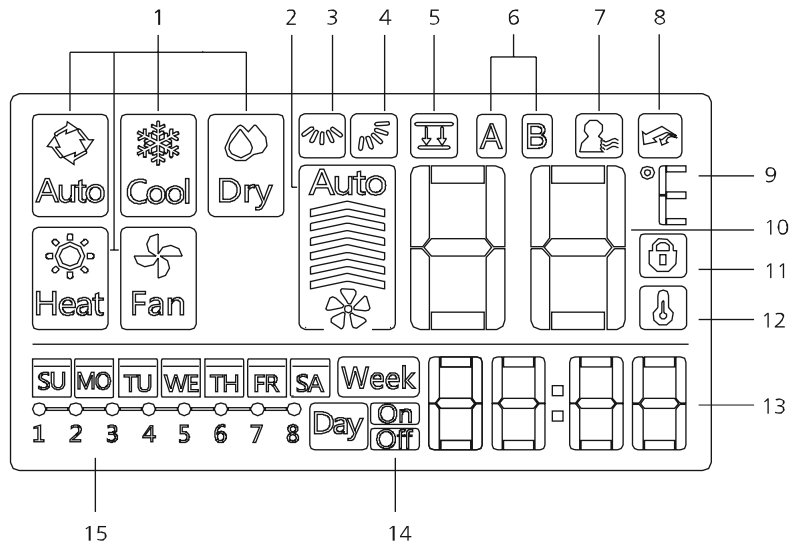 1 2 3 4 5 6 7 8
Auto Cool Dry Auto A B
9
10
Heat Fan 11
12
SU MO TU WE TH FR SA Week
1 2 3 4 5 6 7 8 Day On
Off
88:88 13
15 14